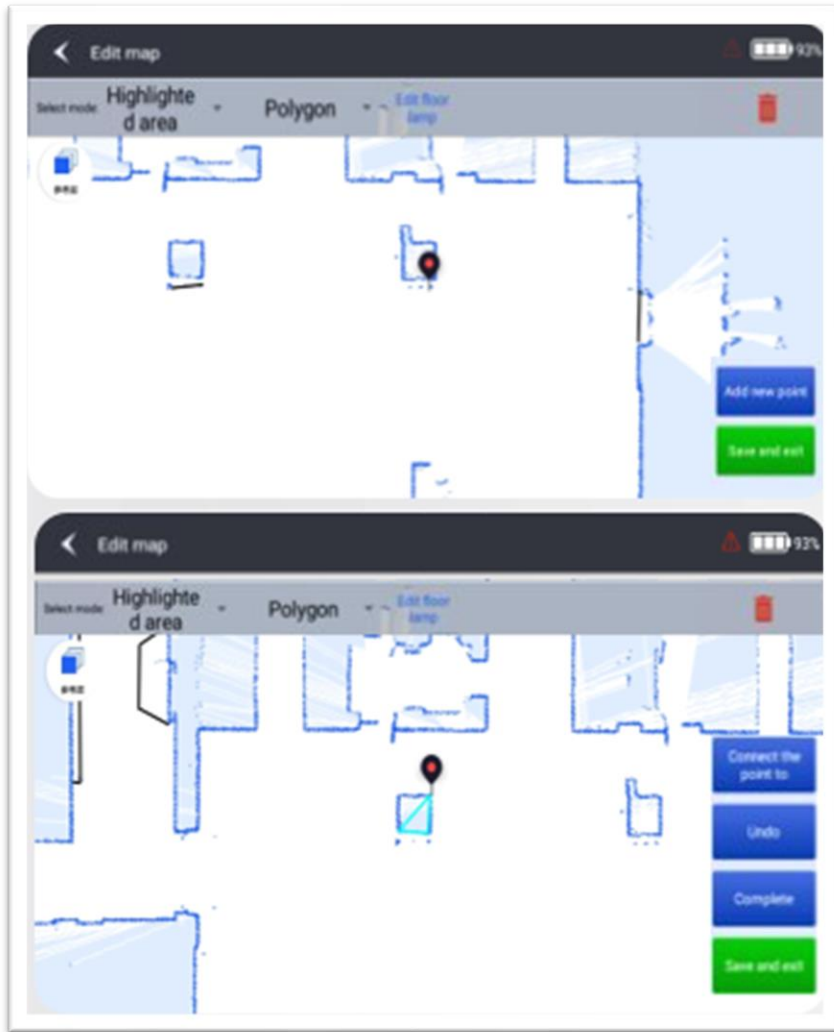 Edit map
93%
Select mode:
Highlighte
d area
Polygon
Edit floor
lamp
Add new point
Save and exit
Edit map
93%
Select mode:
Highlighte
d area
Polygon
Edit floor
lamp
Connect the
point to
Undo
Complete
Save and exit